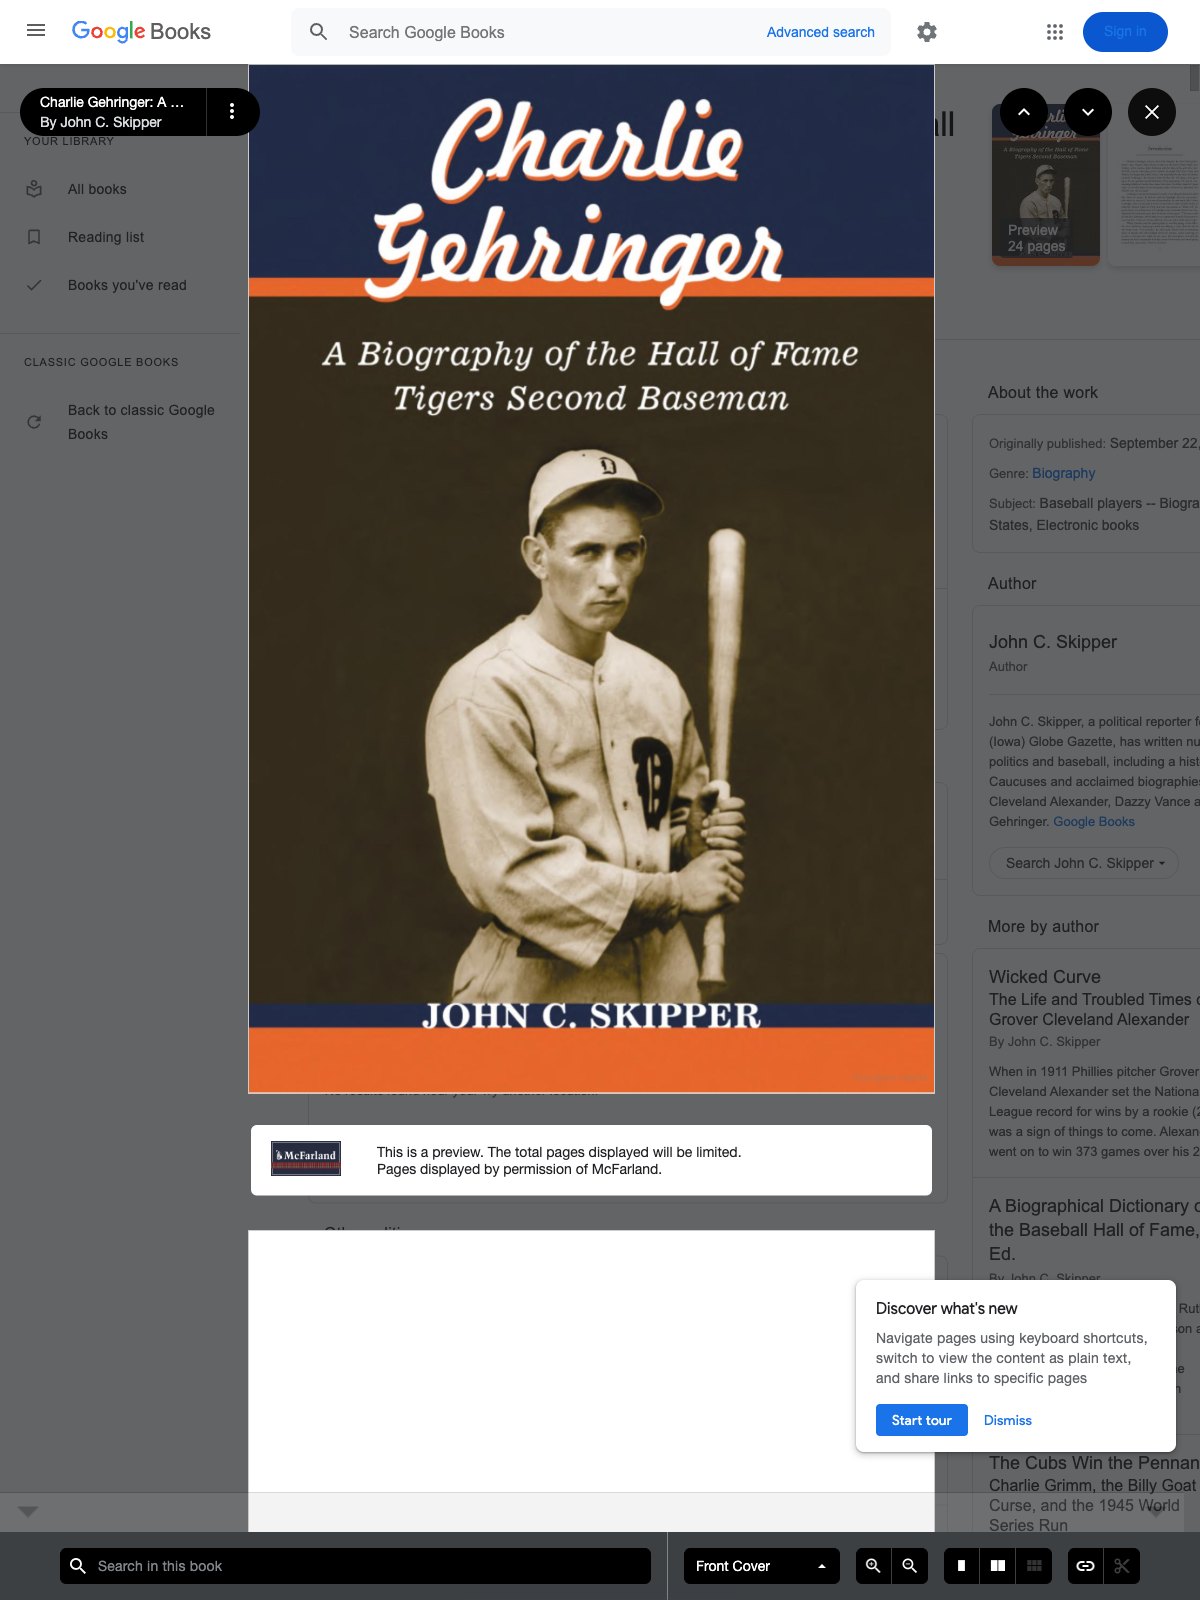 Google Books
Search Google Books
Advanced search
Sign in
Charlie Gehringer: A ...
By John C. Skipper
YOUR LIBRARY
All books
Reading list
Books you've read
CLASSIC GOOGLE BOOKS
Back to classic Google
Books
Charlie
Gehringer
A Biography of the Hall of Fame
Tigers Second Baseman
D
D
JOHN C. SKIPPER
McFarland
This is a preview. The total pages displayed will be limited.
Pages displayed by permission of McFarland.
Preview
24 pages
About the work
Originally published: September 22,
Genre: Biography
Subject: Baseball players -- Biogra
States, Electronic books
Author
John C. Skipper
Author
John C. Skipper, a political reporter f
(Iowa) Globe Gazette, has written nu
politics and baseball, including a hist
Caucuses and acclaimed biographies
Cleveland Alexander, Dazzy Vance a
Gehringer. Google Books
Search John C. Skipper
More by author
Wicked Curve
The Life and Troubled Times o
Grover Cleveland Alexander
By John C. Skipper
When in 1911 Phillies pitcher Grover
Cleveland Alexander set the Nationa
League record for wins by a rookie (2
was a sign of things to come. Alexan
went on to win 373 games over his 2
A Biographical Dictionary o
the Baseball Hall of Fame,
Ed.
By John C. Skipper
Discover what's new
Navigate pages using keyboard shortcuts,
switch to view the content as plain text,
and share links to specific pages
Start tour
Dismiss
The Cubs Win the Pennan
Charlie Grimm, the Billy Goat
Curse, and the 1945 World
Series Run
Search in this book
Front Cover